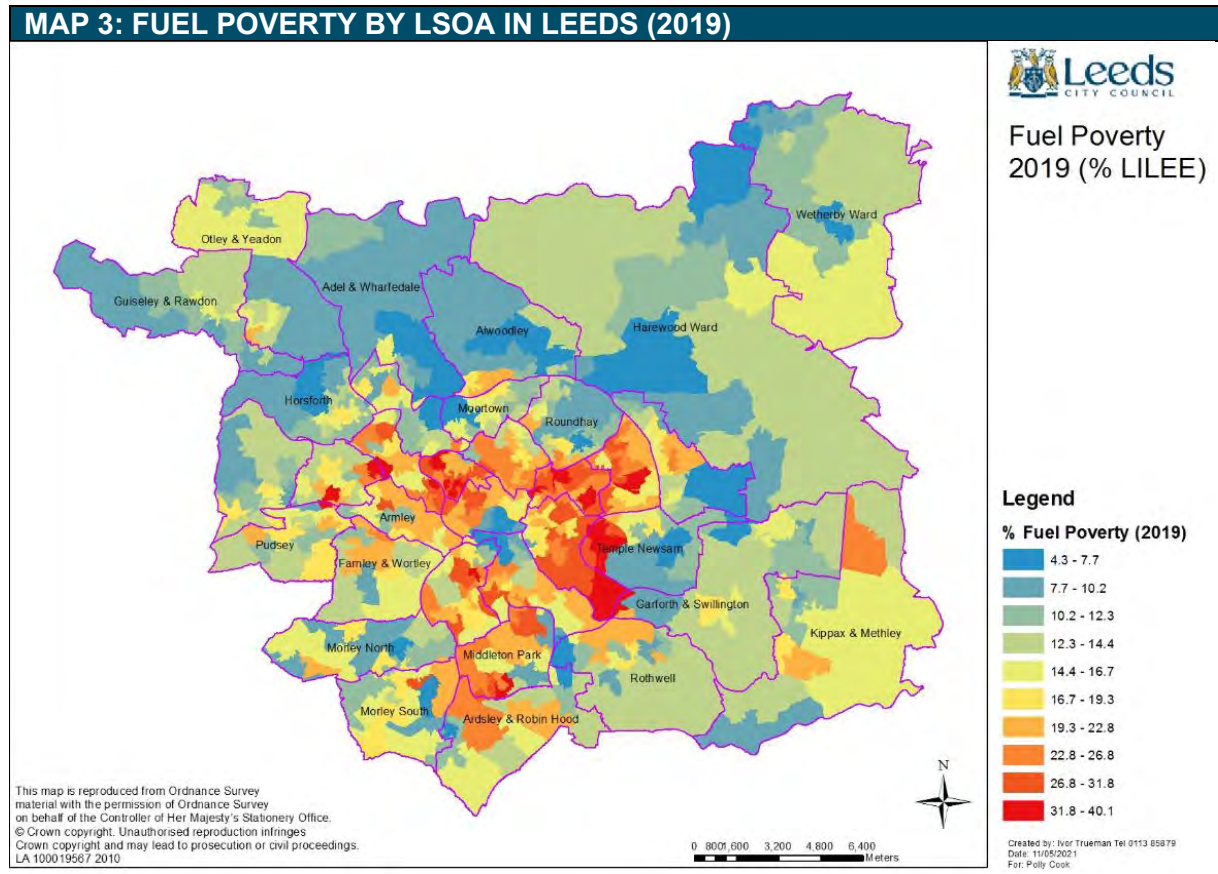 MAP 3: FUEL POVERTY BY LSOA IN LEEDS (2019)
Leeds
CITY COUNCIL
Fuel Poverty
2019 (% LILEE)
Wetherby Ward
Otley & Yeadon
Guiseley & Rawdon
Adel & Wharfedale
Alwoodley
Harewood Ward
Horsforth
Moortown
Roundhay
Armley
Pudsey
Farnley & Wortley
Temple Newsam
Garforth & Swillington
Kippax & Methley
Morley North
Middleton Park
Rothwell
Morley South
Ardsley & Robin Hood
Legend
% Fuel Poverty (2019)
4.3 - 7.7
7.7 - 10.2
10.2 - 12.3
12.3 - 14.4
14.4 - 16.7
16.7 - 19.3
19.3 - 22.8
22.8 - 26.8
26.8 - 31.8
31.8 - 40.1
This map is reproduced from Ordnance Survey
material with the permission of Ordnance Survey
on behalf of the Controller of Her Majesty's Stationery Office.
© Crown copyright. Unauthorised reproduction infringes
Crown copyright and may lead to prosecution or civil proceedings.
LA 100019567 2010
N
0 800 1,600 3,200 4,800 6,400
Meters
Created by: Ivor Trueman Tel 0113 85879
Date: 11/05/2021
For: Polly Cook